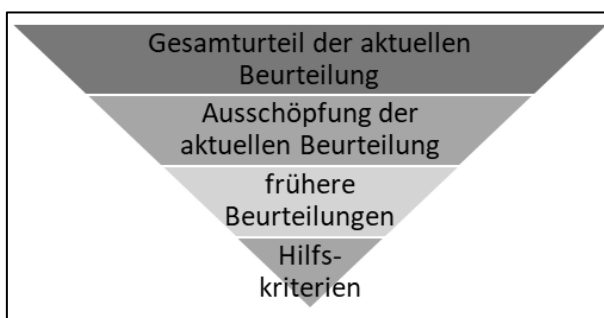 Gesamturteil der aktuellen
Beurteilung
Ausschöpfung der
aktuellen Beurteilung
frühere
Beurteilungen
Hilfs-
kriterien